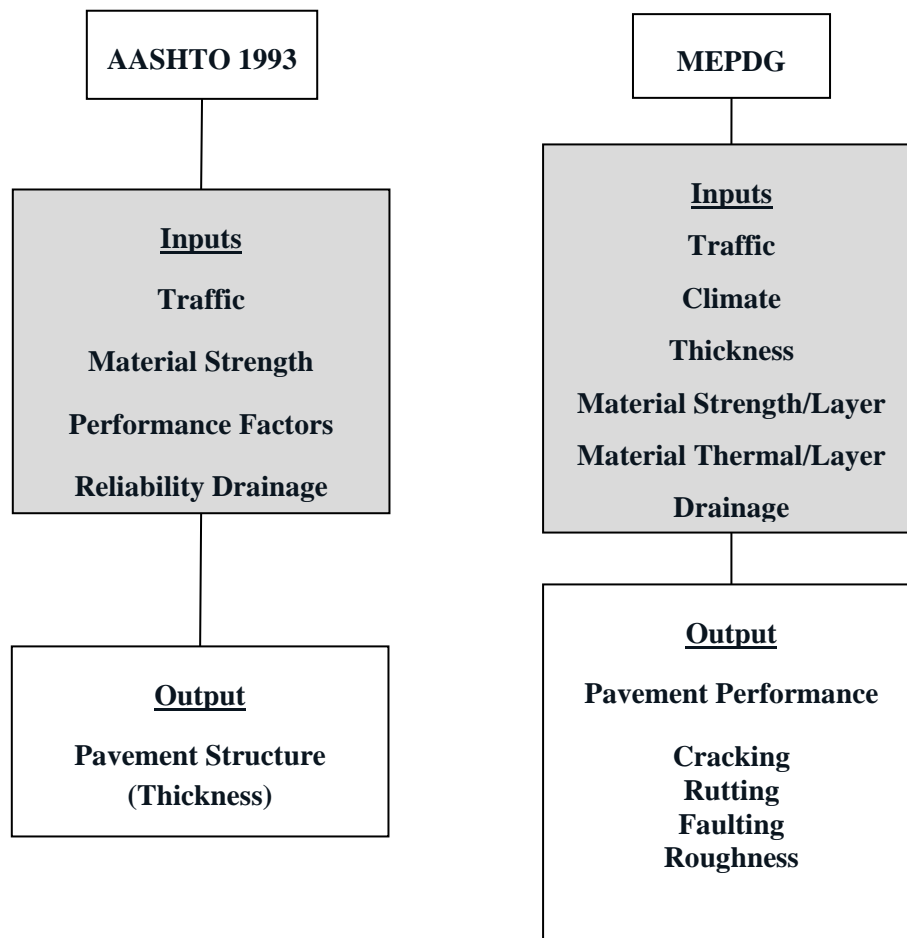 AASHTO 1993
Inputs
Traffic
Material Strength
Performance Factors
Reliability Drainage
Output
Pavement Structure
(Thickness)
MEPDG
Inputs
Traffic
Climate
Thickness
Material Strength/Layer
Material Thermal/Layer
Drainage
Output
Pavement Performance
Cracking
Rutting
Faulting
Roughness